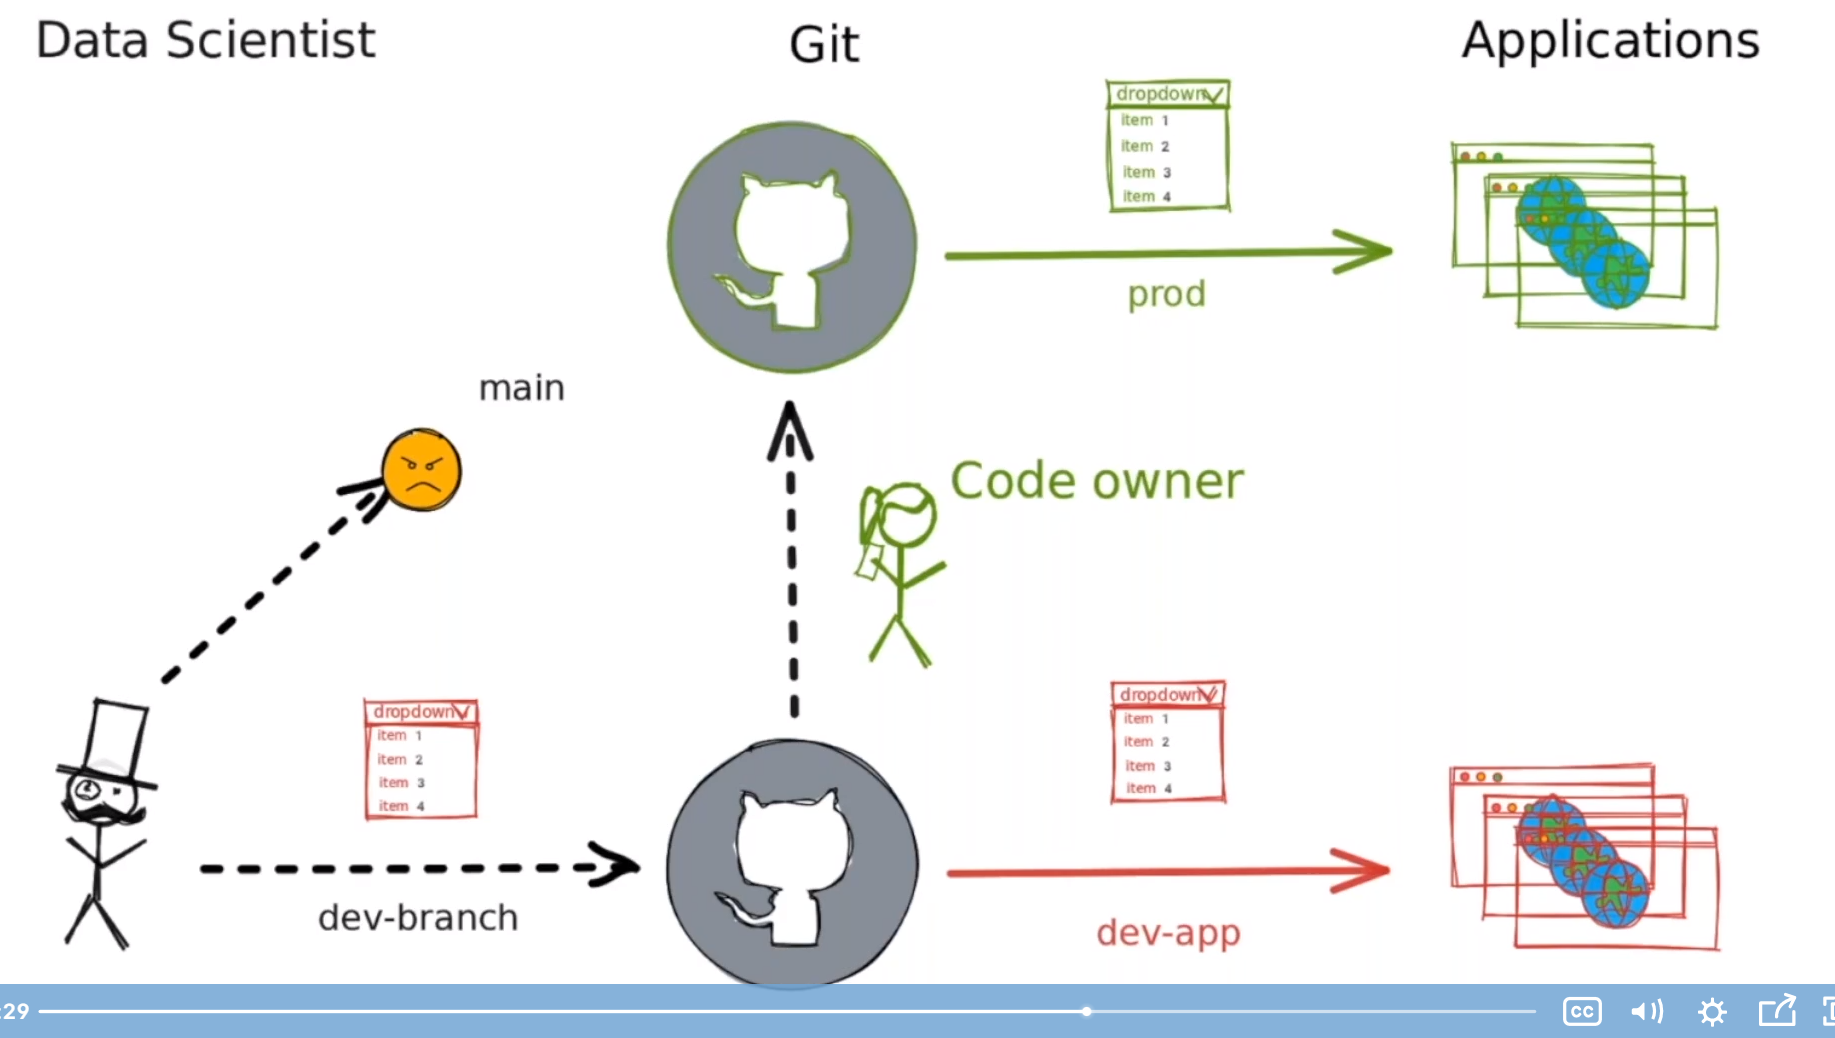 Data Scientist
Git
Applications
dropdown
item 1
item 2
item 3
item 4
prod
main
Code owner
dropdown
item 1
item 2
item 3
item 4
dev-branch
dropdown
item 1
item 2
item 3
item 4
dev-app
:29
CC